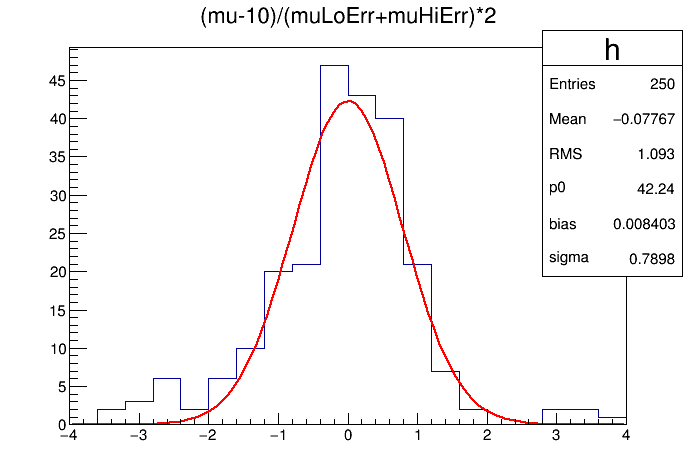 (mu-10)/(muLoErr+muHiErr)*2
h
Entries 250
Mean −0.07767
RMS 1.093
p0 42.24
bias 0.008403
sigma 0.7898
45
40
35
30
25
20
15
10
5
0
−4 −3 −2 −1 0 1 2 3 4